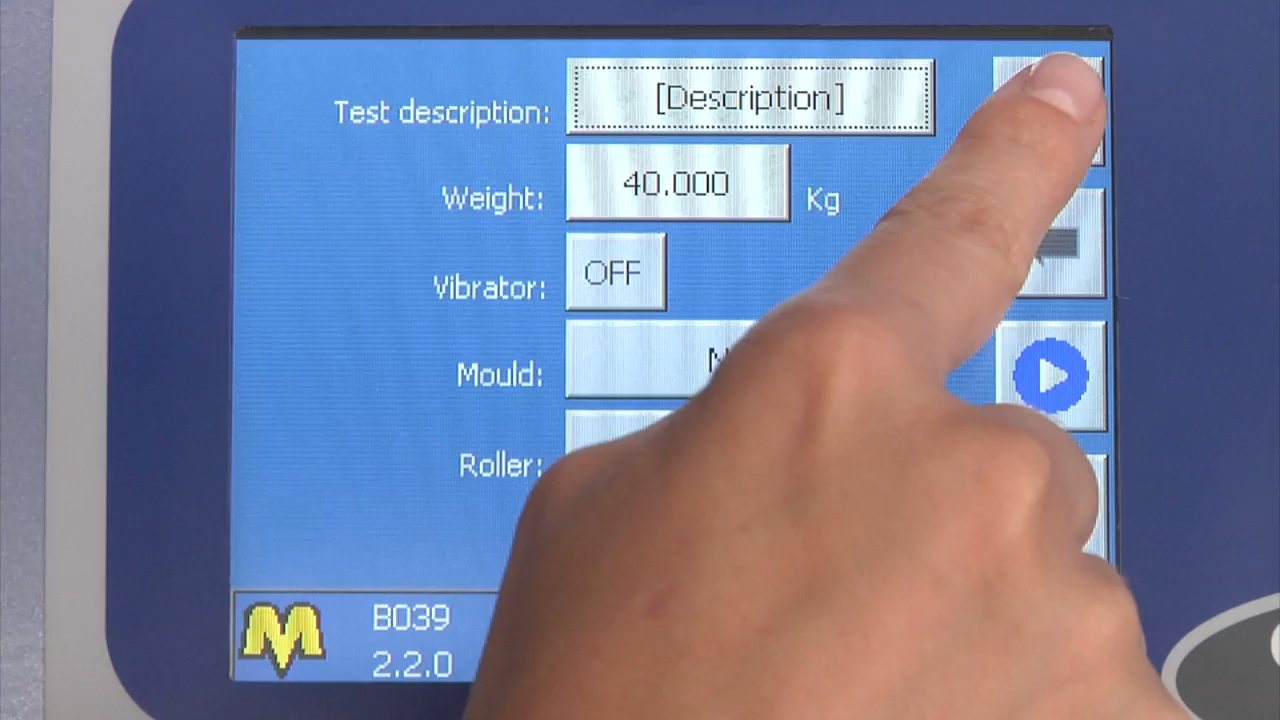 Test description: [Description]
Weight: 40.000 Kg
Vibrator: OFF
Mould:
Roller:
B039
2.2.0